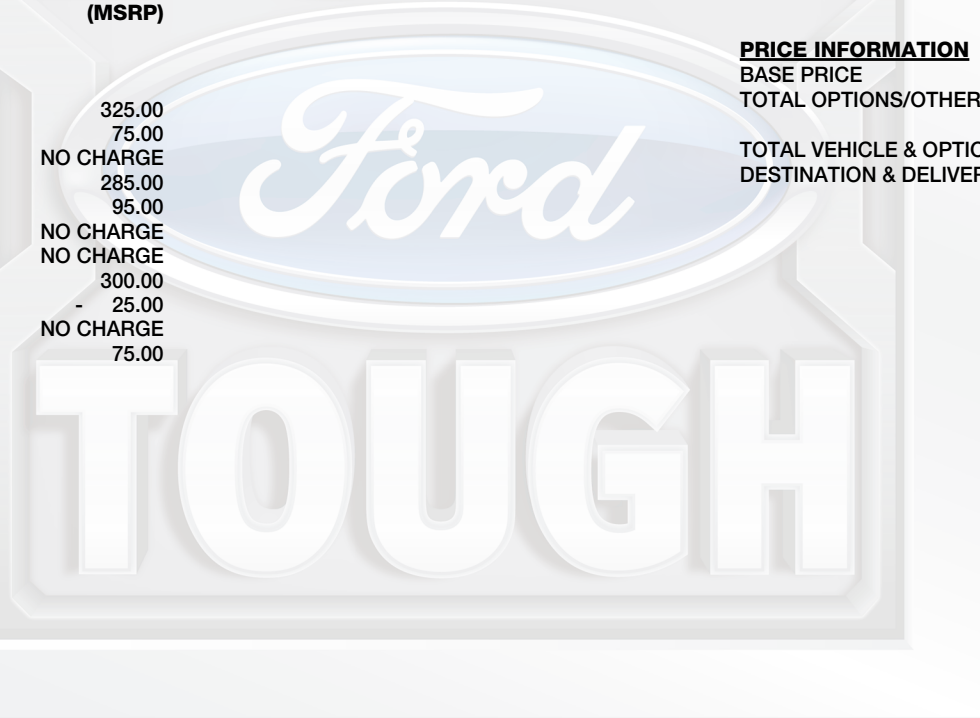 (MSRP)
325.00
75.00
NO CHARGE
285.00
95.00
NO CHARGE
NO CHARGE
300.00
- 25.00
NO CHARGE
75.00
PRICE INFORMATION
BASE PRICE
TOTAL OPTIONS/OTHER
TOTAL VEHICLE & OPTIO
DESTINATION & DELIVER
Ford
TOUGH